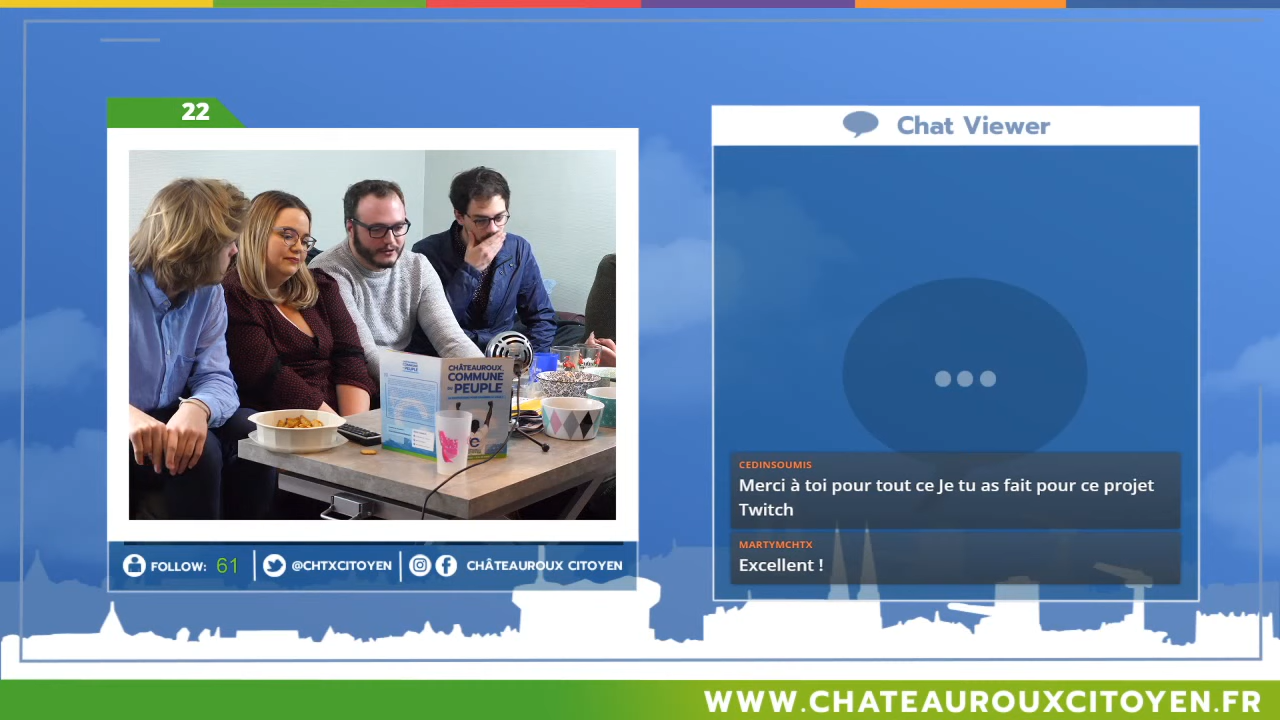 22
Chat Viewer
CHÂTEAUROUX
COMMUNE
DU PEUPLE
CEDINSOUMIS
Merci à toi pour tout ce Je tu as fait pour ce projet
Twitch
MARTYMCHTX
Excellent !
FOLLOW: 61
@CHTXCITOYEN
CHÂTEAUROUX CITOYEN
WWW.CHATEAUROUXCITOYEN.FR